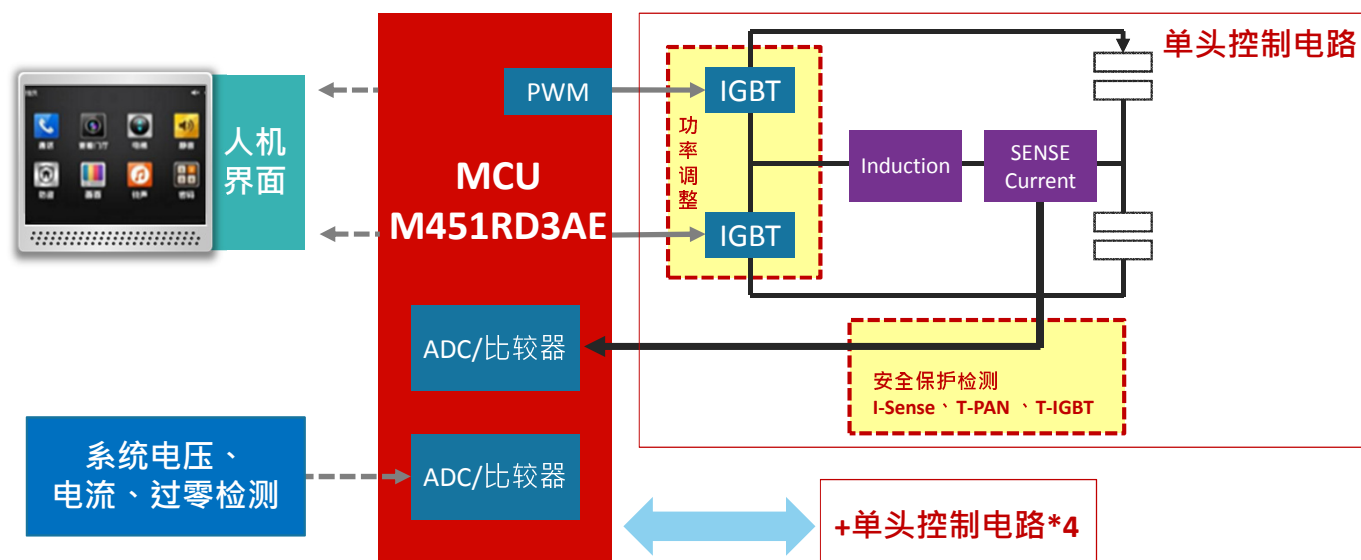 单头控制电路
PWM
IGBT
人机
界面
功
率
调
整
MCU
M451RD3AE
Induction
SENSE
Current
IGBT
ADC/比较器
安全保护检测
I-Sense、T-PAN 、T-IGBT
系统电压、
电流、过零检测
ADC/比较器
+单头控制电路*4